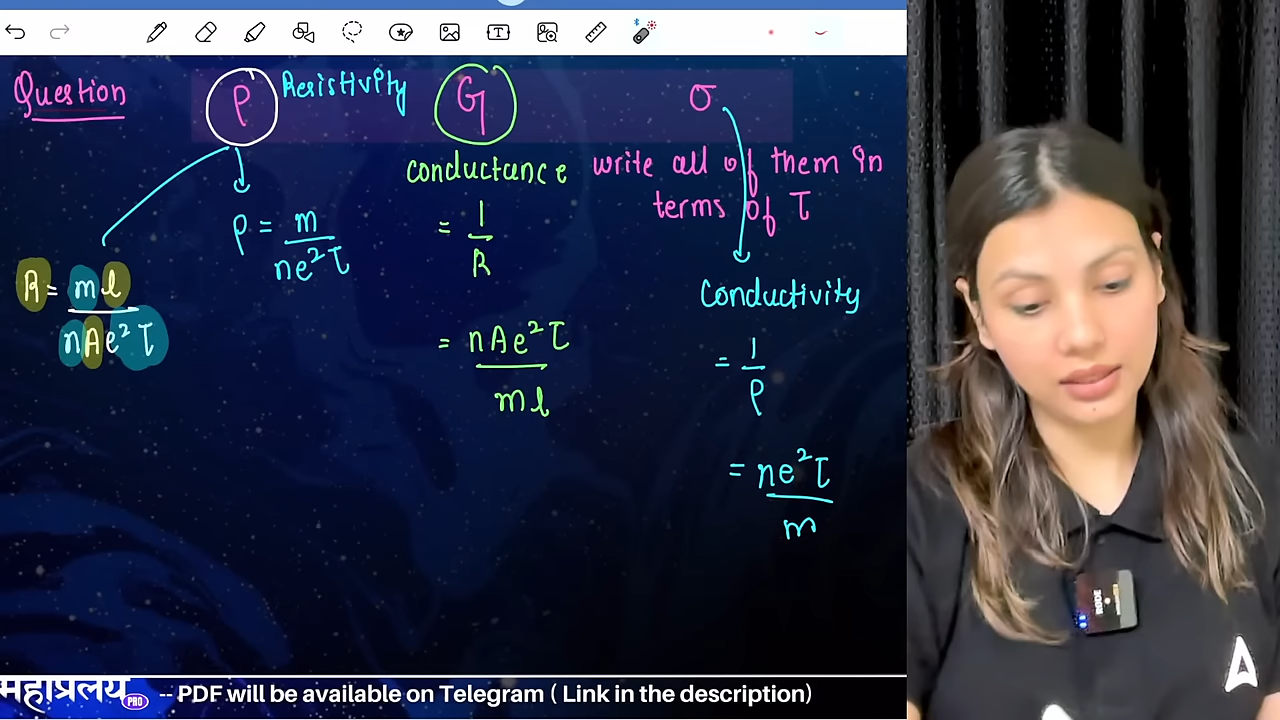 Question
ρ Resistivity
G
σ
conductance
write all of them in
terms of τ
= 1/R
ρ = m/ne²τ
R = ml/nAe²τ
Conductivity
= nAe²τ/ml
= 1/ρ
= ne²τ/m
महाप्रलय PRO -- PDF will be available on Telegram ( Link in the description)